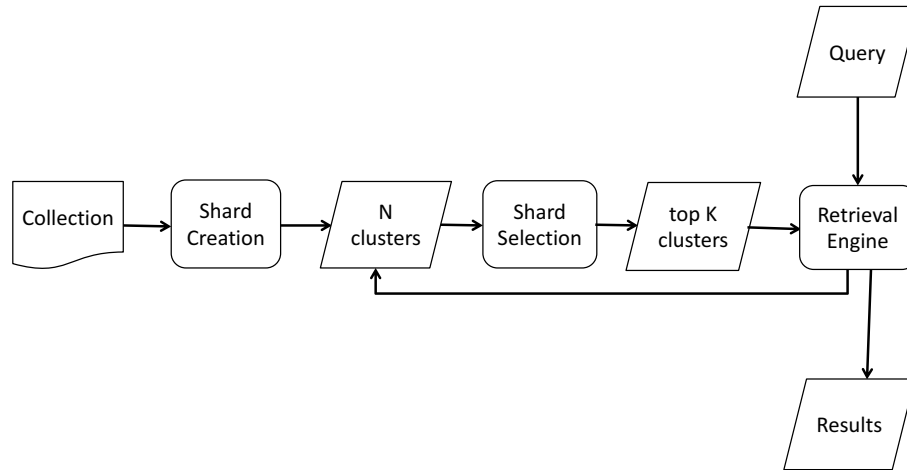 Query
Collection
Shard
Creation
N
clusters
Shard
Selection
top K
clusters
Retrieval
Engine
Results